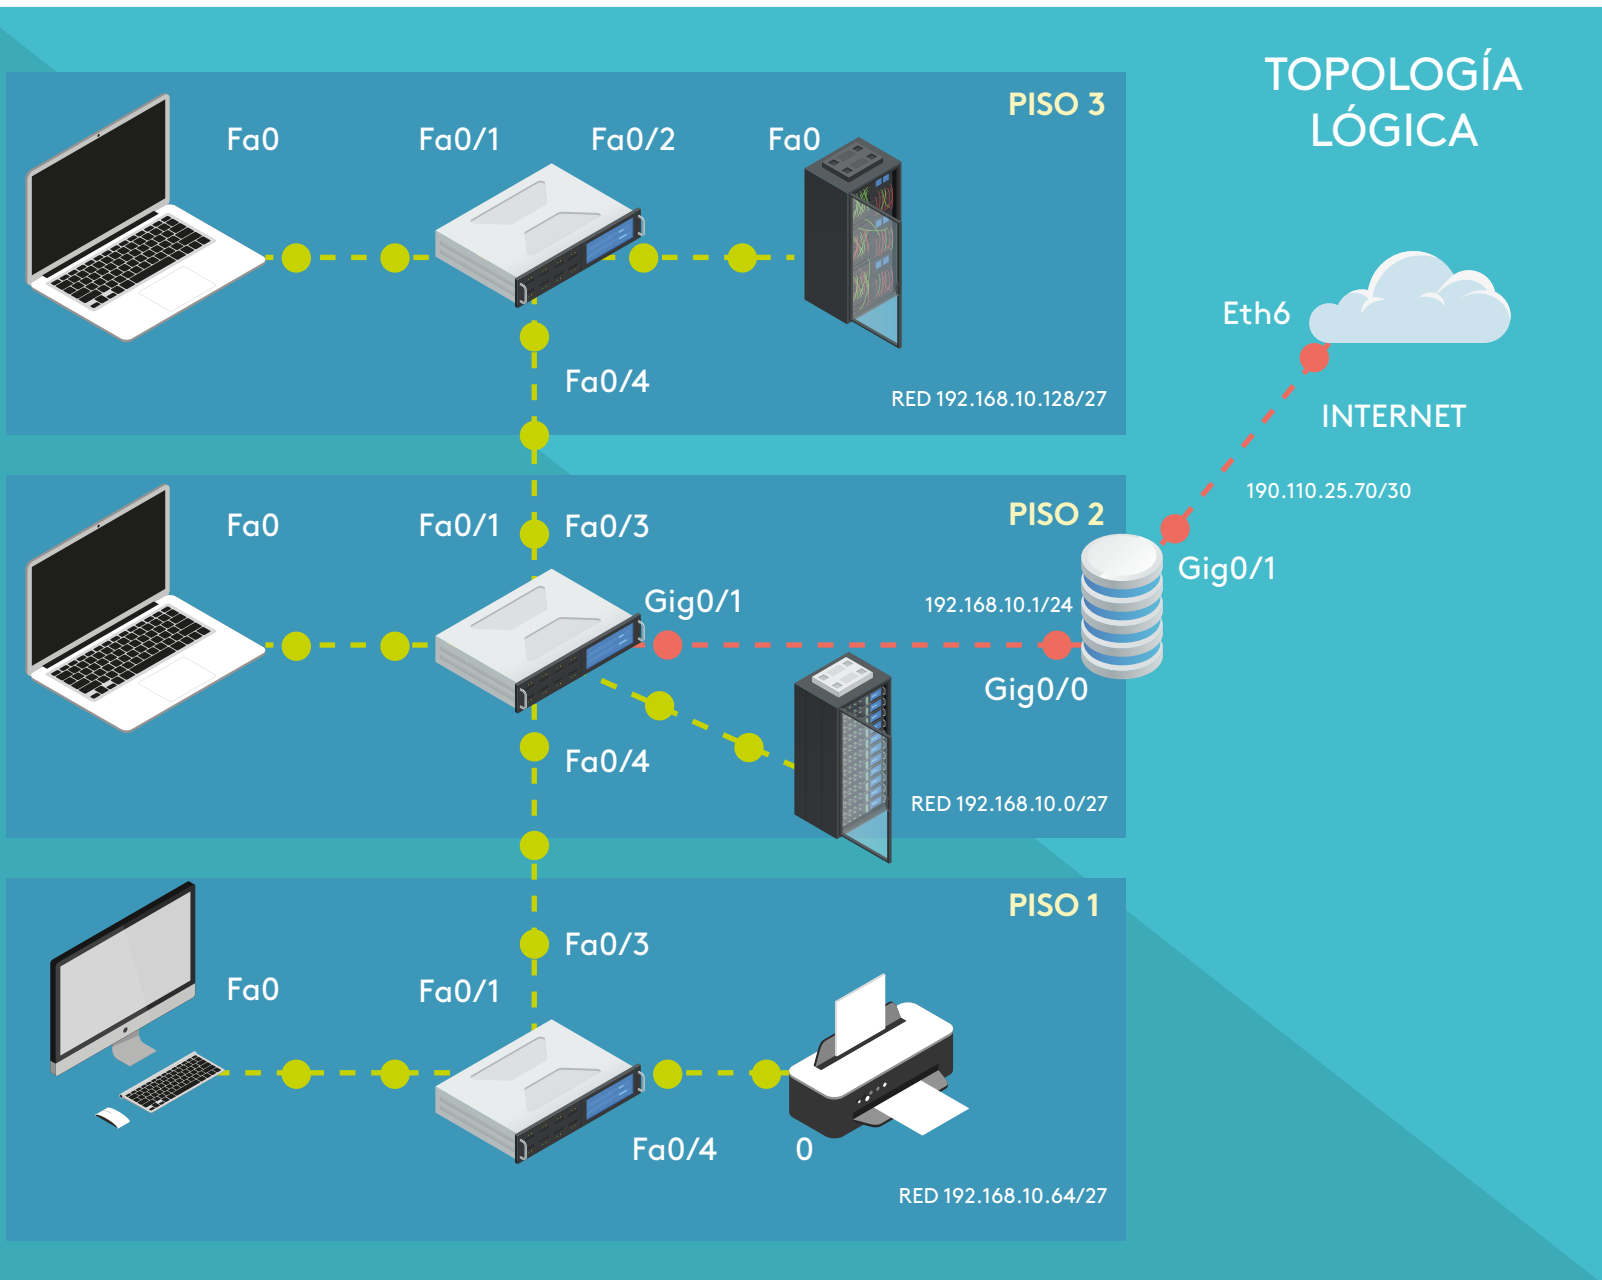 TOPOLOGÍA
LÓGICA
PISO 3
Fa0
Fa0/1
Fa0/2
Fa0
Fa0/4
RED 192.168.10.128/27
Eth6
INTERNET
190.110.25.70/30
PISO 2
Fa0
Fa0/1
Fa0/3
Gig0/1
192.168.10.1/24
Gig0/1
Gig0/0
Fa0/4
RED 192.168.10.0/27
PISO 1
Fa0/3
Fa0
Fa0/1
Fa0/4
0
RED 192.168.10.64/27